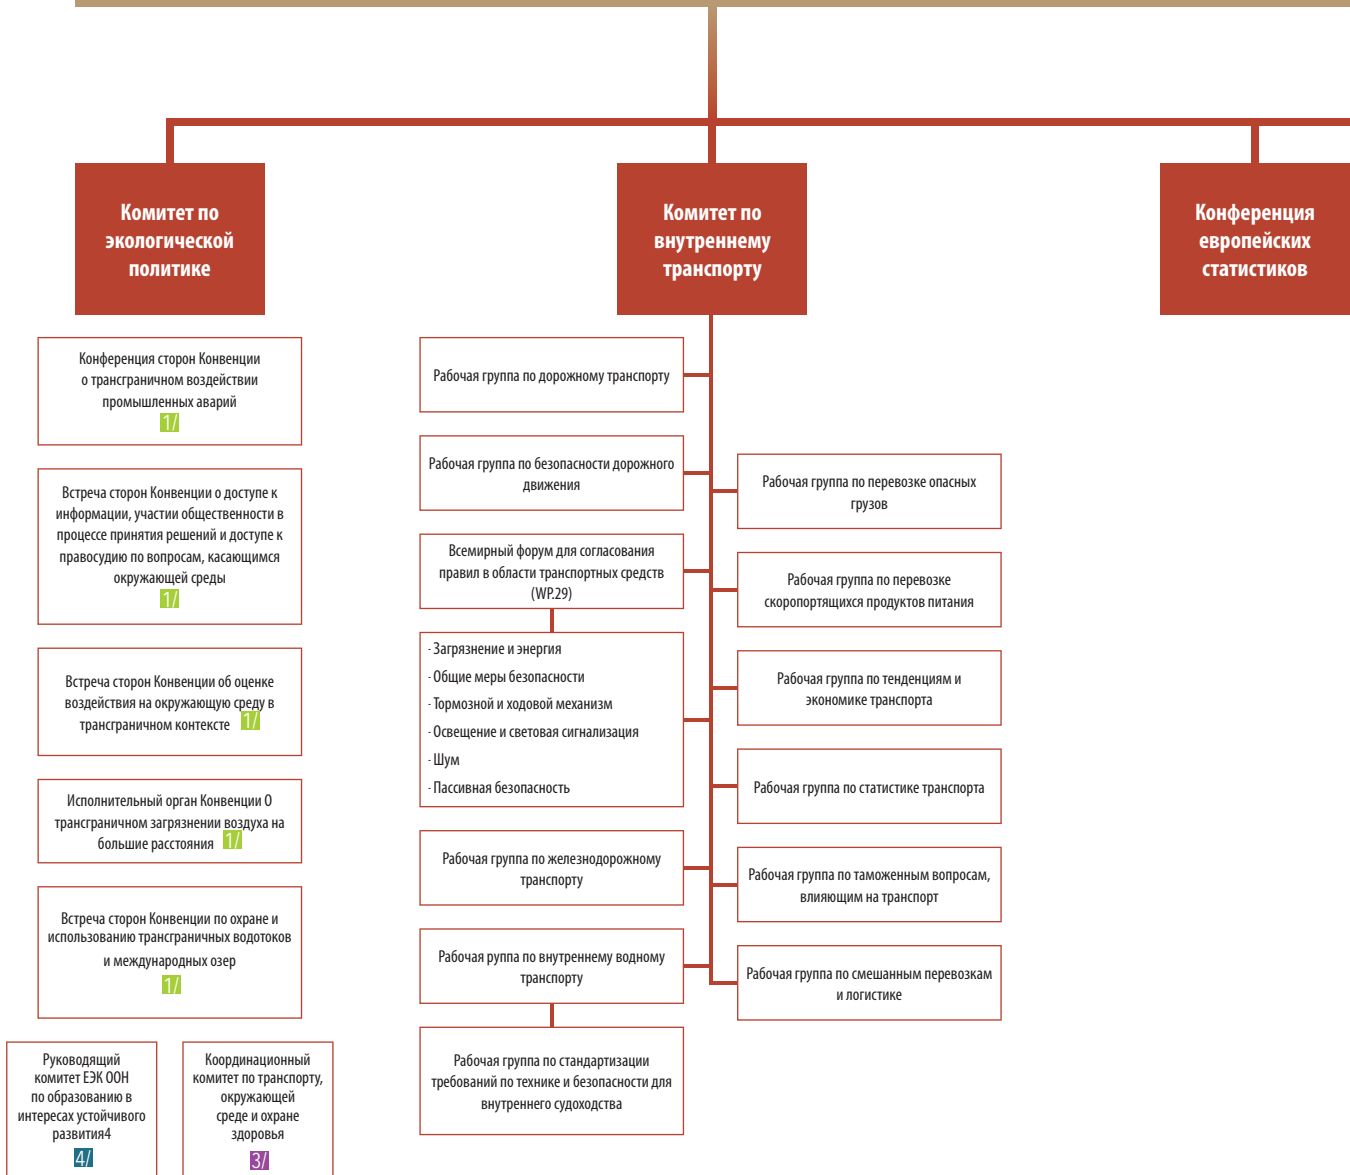 Комитет по
экологической
политике
Комитет по
внутреннему
транспорту
Конференция
европейских
статистиков
Конференция сторон Конвенции
о трансграничном воздействии
промышленных аварий
1/
Встреча сторон Конвенции о доступе к
информации, участии общественности в
процессе принятия решений и доступе к
правосудию по вопросам, касающимся
окружающей среды
1/
Встреча сторон Конвенции об оценке
воздействия на окружающую среду в
трансграничном контексте 1/
Исполнительный орган Конвенции О
трансграничном загрязнении воздуха на
большие расстояния 1/
Встреча сторон Конвенции по охране и
использованию трансграничных водотоков
и международных озер
1/
Руководящий
комитет ЕЭК ООН
по образованию в
интересах устойчивого
развития4
4/
Координационный
комитет по транспорту,
окружающей
среде и охране
здоровья
3/
Рабочая группа по дорожному транспорту
Рабочая группа по безопасности дорожного
движения
Всемирный форум для согласования
правил в области транспортных средств
(WP.29)
- Загрязнение и энергия
- Общие меры безопасности
- Тормозной и ходовой механизм
- Освещение и световая сигнализация
- Шум
- Пассивная безопасность
Рабочая группа по железнодорожному
транспорту
Рабочая руппа по внутреннему водному
транспорту
Рабочая группа по стандартизации
требований по технике и безопасности для
внутреннего судоходства
Рабочая группа по перевозке опасных
грузов
Рабочая группа по перевозке
скоропортящихся продуктов питания
Рабочая группа по тенденциям и
экономике транспорта
Рабочая группа по статистике транспорта
Рабочая группа по таможенным вопросам,
влияющим на транспорт
Рабочая группа по смешанным перевозкам
и логистике